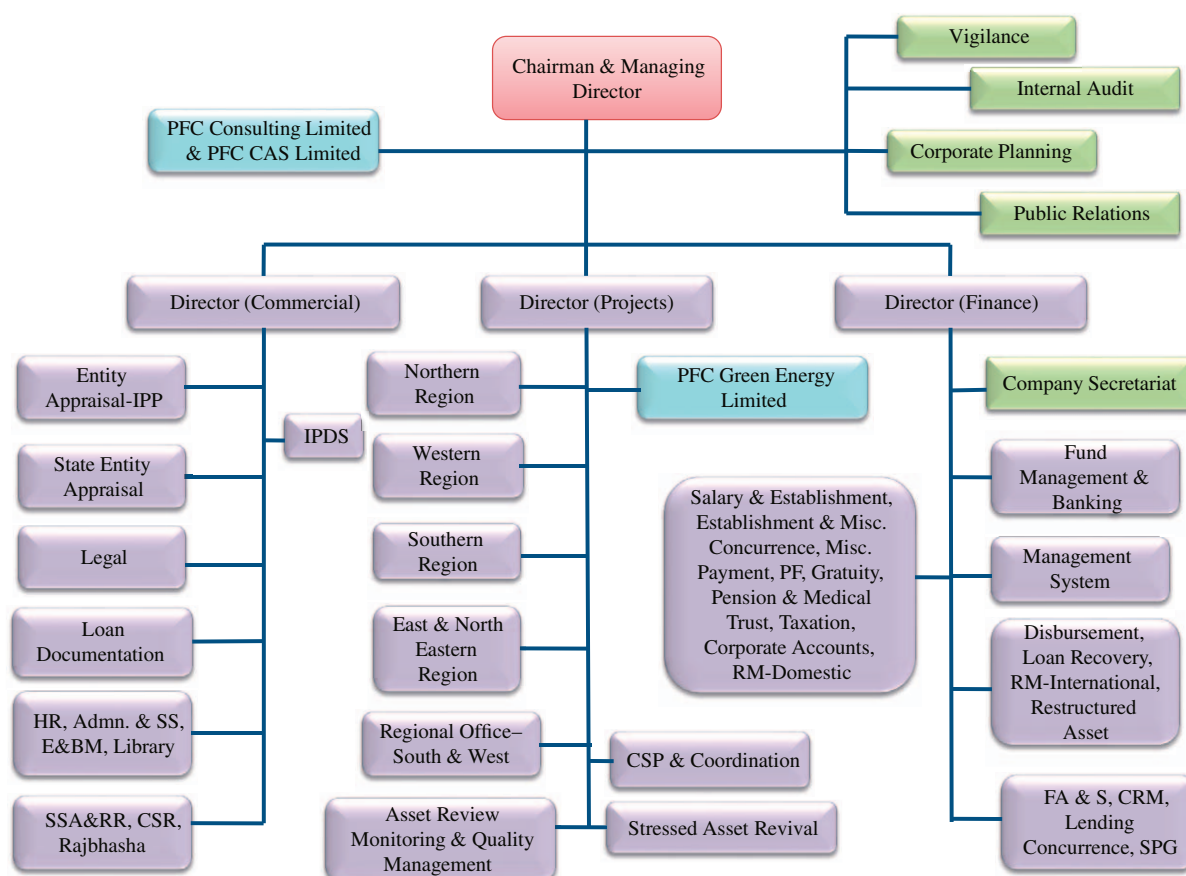 Chairman & Managing
Director
Vigilance
Internal Audit
Corporate Planning
Public Relations
PFC Consulting Limited
& PFC CAS Limited
Director (Commercial)
Director (Projects)
Director (Finance)
Entity
Appraisal-IPP
IPDS
State Entity
Appraisal
Legal
Loan
Documentation
HR, Admn. & SS,
E&BM, Library
SSA&RR, CSR,
Rajbhasha
Northern
Region
PFC Green Energy
Limited
Western
Region
Southern
Region
East & North
Eastern
Region
Regional Office–
South & West
CSP & Coordination
Asset Review
Monitoring & Quality
Management
Stressed Asset Revival
Company Secretariat
Fund
Management &
Banking
Salary & Establishment,
Establishment & Misc.
Concurrence, Misc.
Payment, PF, Gratuity,
Pension & Medical
Trust, Taxation,
Corporate Accounts,
RM-Domestic
Management
System
Disbursement,
Loan Recovery,
RM-International,
Restructured
Asset
FA & S, CRM,
Lending
Concurrence, SPG